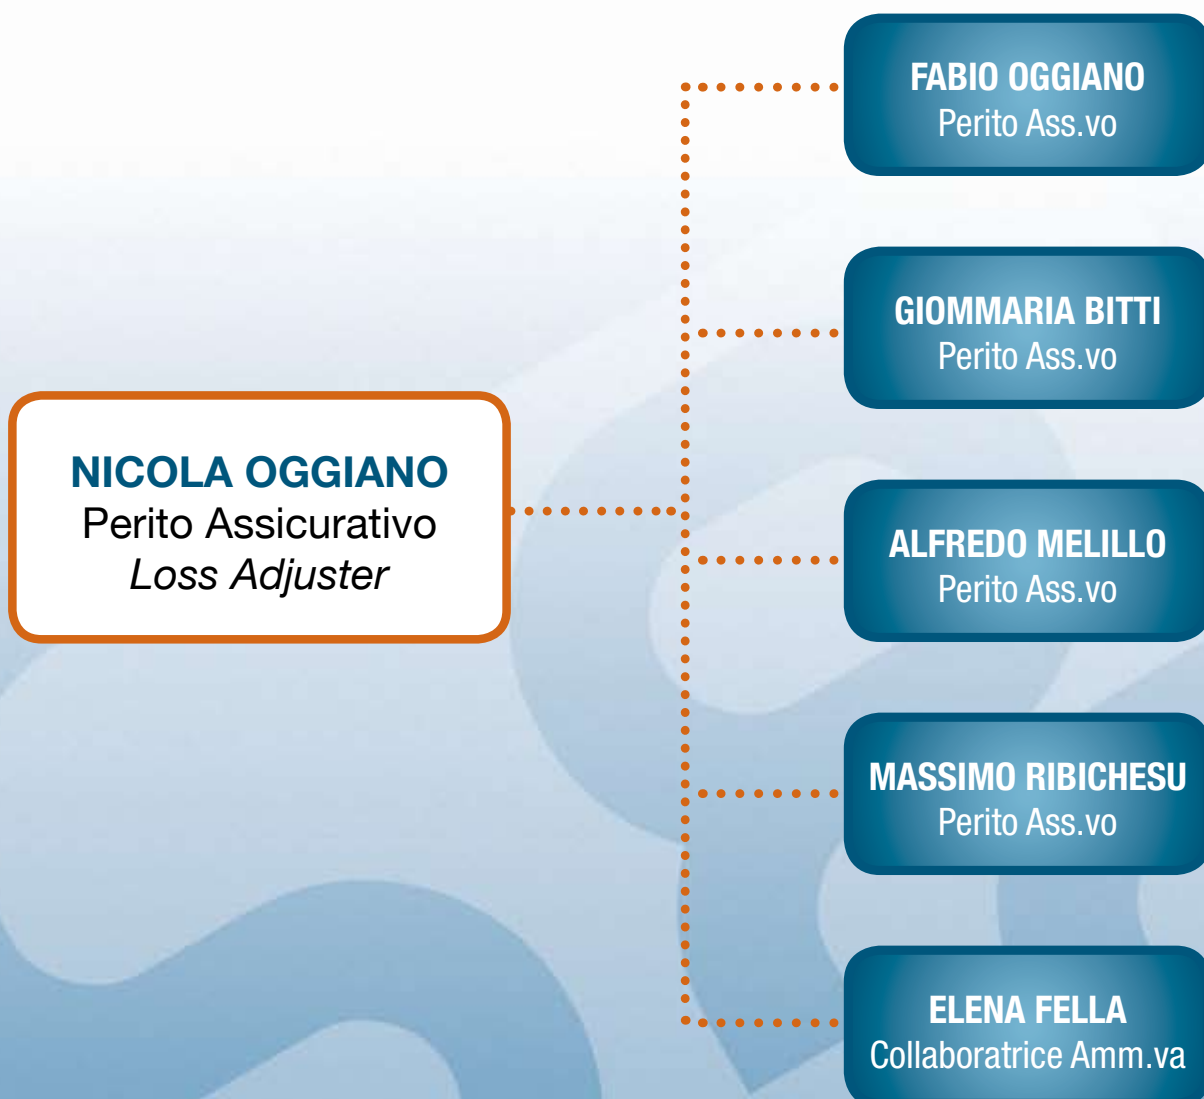 FABIO OGGIANO
Perito Ass.vo
GIOMMARIA BITTI
Perito Ass.vo
NICOLA OGGIANO
Perito Assicurativo
Loss Adjuster
ALFREDO MELILLO
Perito Ass.vo
MASSIMO RIBICHESU
Perito Ass.vo
ELENA FELLA
Collaboratrice Amm.va